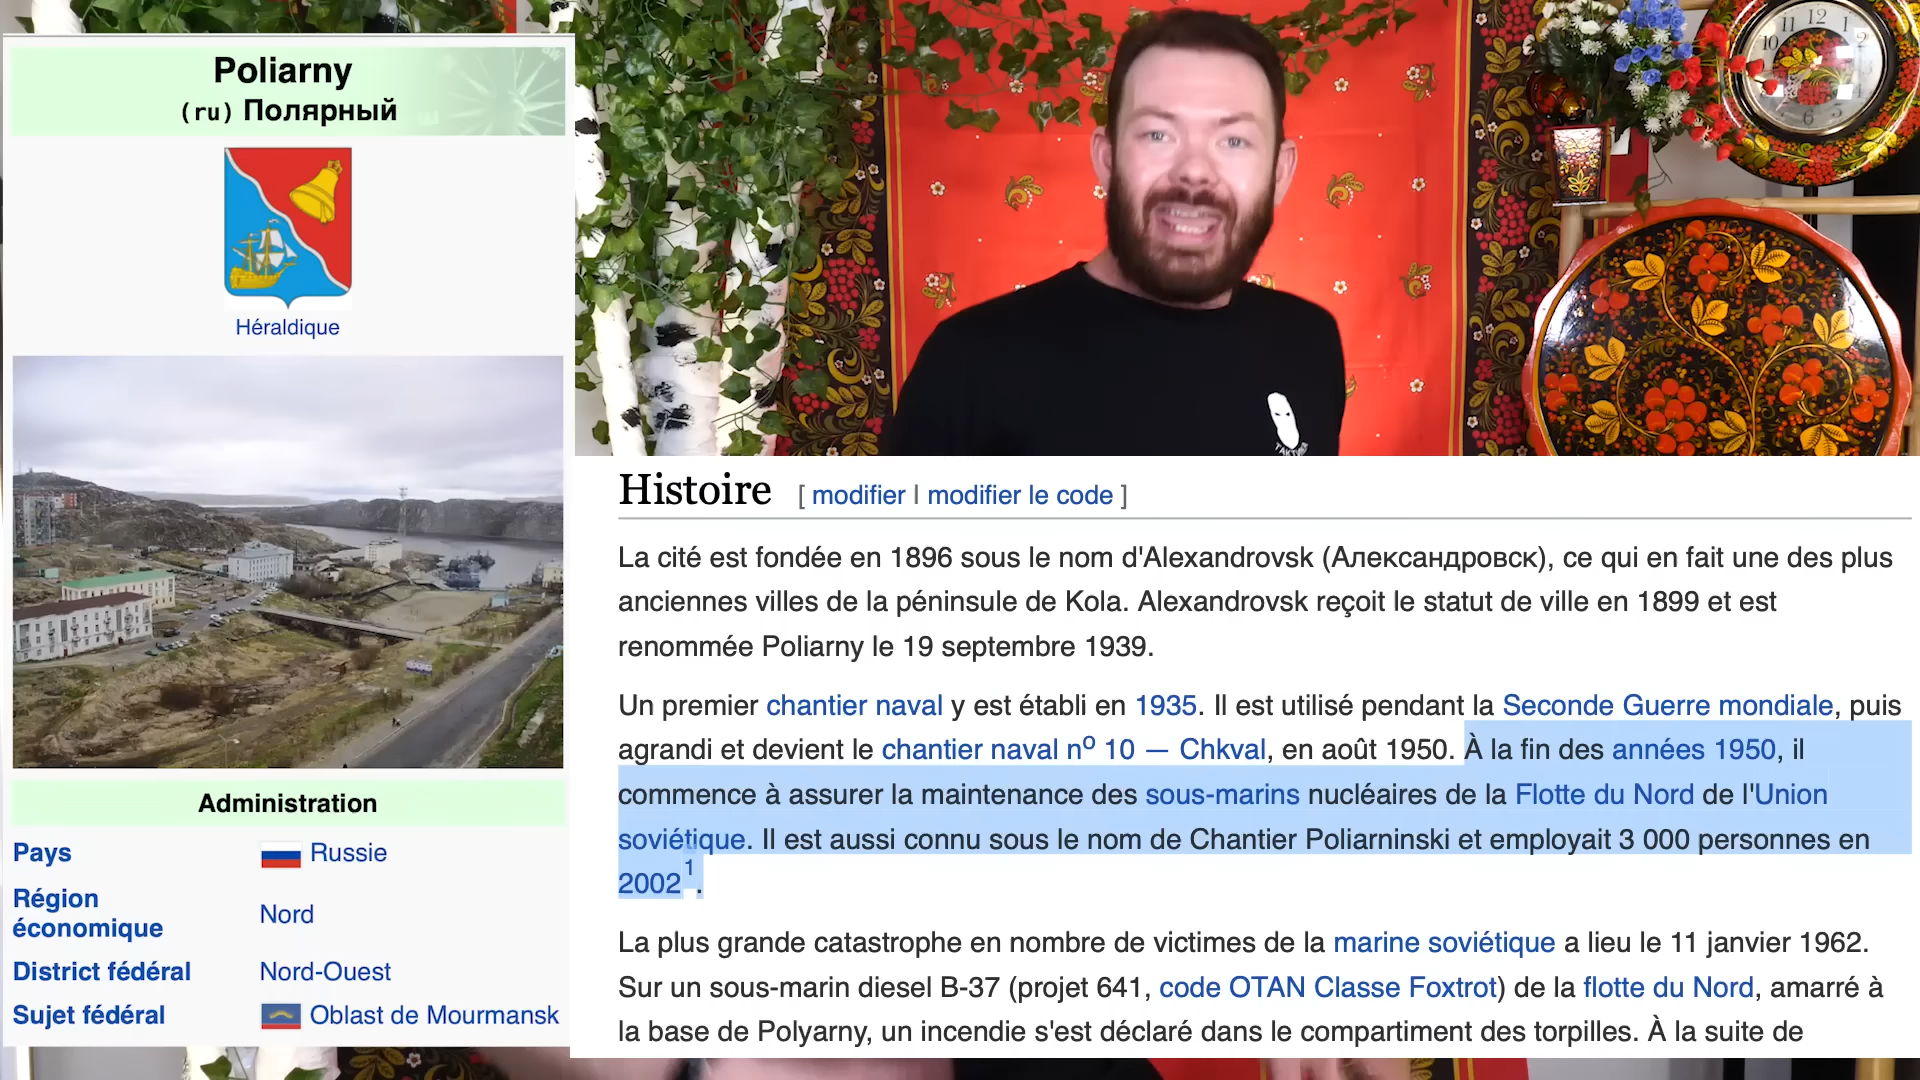 Poliarny
(ru) Полярный
Héraldique
Administration
Pays Russie
Région économique Nord
District fédéral Nord-Ouest
Sujet fédéral Oblast de Mourmansk
12
11
1
10
6
Histoire [ modifier | modifier le code ]
La cité est fondée en 1896 sous le nom d'Alexandrovsk (Александровск), ce qui en fait une des plus
anciennes villes de la péninsule de Kola. Alexandrovsk reçoit le statut de ville en 1899 et est
renommée Poliarny le 19 septembre 1939.
Un premier chantier naval y est établi en 1935. Il est utilisé pendant la Seconde Guerre mondiale, puis
agrandi et devient le chantier naval nº 10 — Chkval, en août 1950. À la fin des années 1950, il
commence à assurer la maintenance des sous-marins nucléaires de la Flotte du Nord de l'Union
soviétique. Il est aussi connu sous le nom de Chantier Poliarninski et employait 3 000 personnes en
2002¹.
La plus grande catastrophe en nombre de victimes de la marine soviétique a lieu le 11 janvier 1962.
Sur un sous-marin diesel B-37 (projet 641, code OTAN Classe Foxtrot) de la flotte du Nord, amarré à
la base de Polyarny, un incendie s'est déclaré dans le compartiment des torpilles. À la suite de